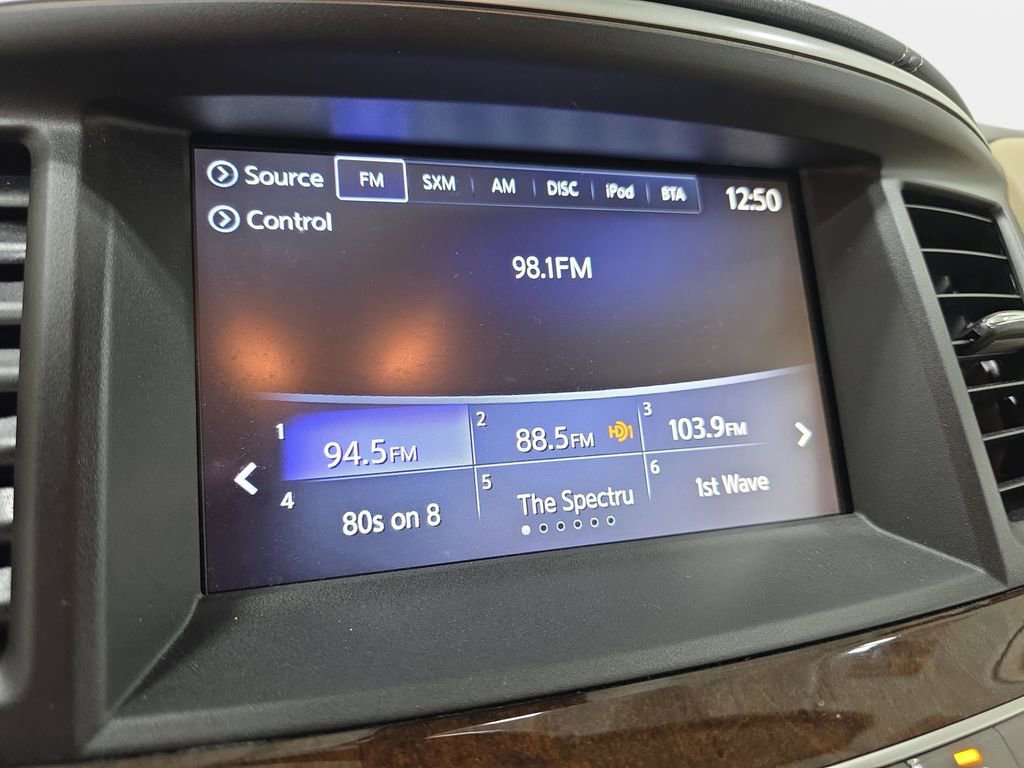 Source FM SXM AM DISC iPod BTA 12:50
Control
98.1FM
1 94.5FM 2 88.5FM HD1 3 103.9FM
4 80s on 8 5 The Spectru 6 1st Wave